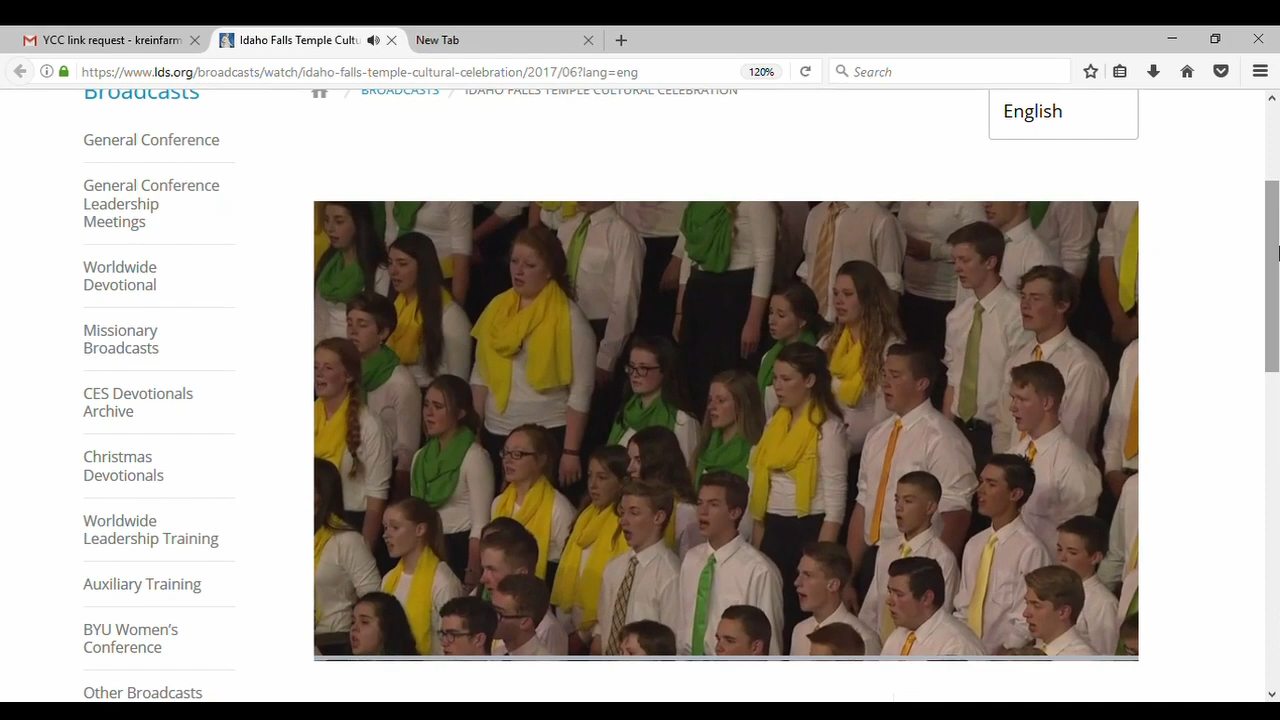 YCC link request - kreinfarm
Idaho Falls Temple Cultu
New Tab
https://www.lds.org/broadcasts/watch/idaho-falls-temple-cultural-celebration/2017/06?lang=eng
120%
Search
Broadcasts
BROADCASTS / IDAHO FALLS TEMPLE CULTURAL CELEBRATION
English
General Conference
General Conference
Leadership
Meetings
Worldwide
Devotional
Missionary
Broadcasts
CES Devotionals
Archive
Christmas
Devotionals
Worldwide
Leadership Training
Auxiliary Training
BYU Women's
Conference
Other Broadcasts